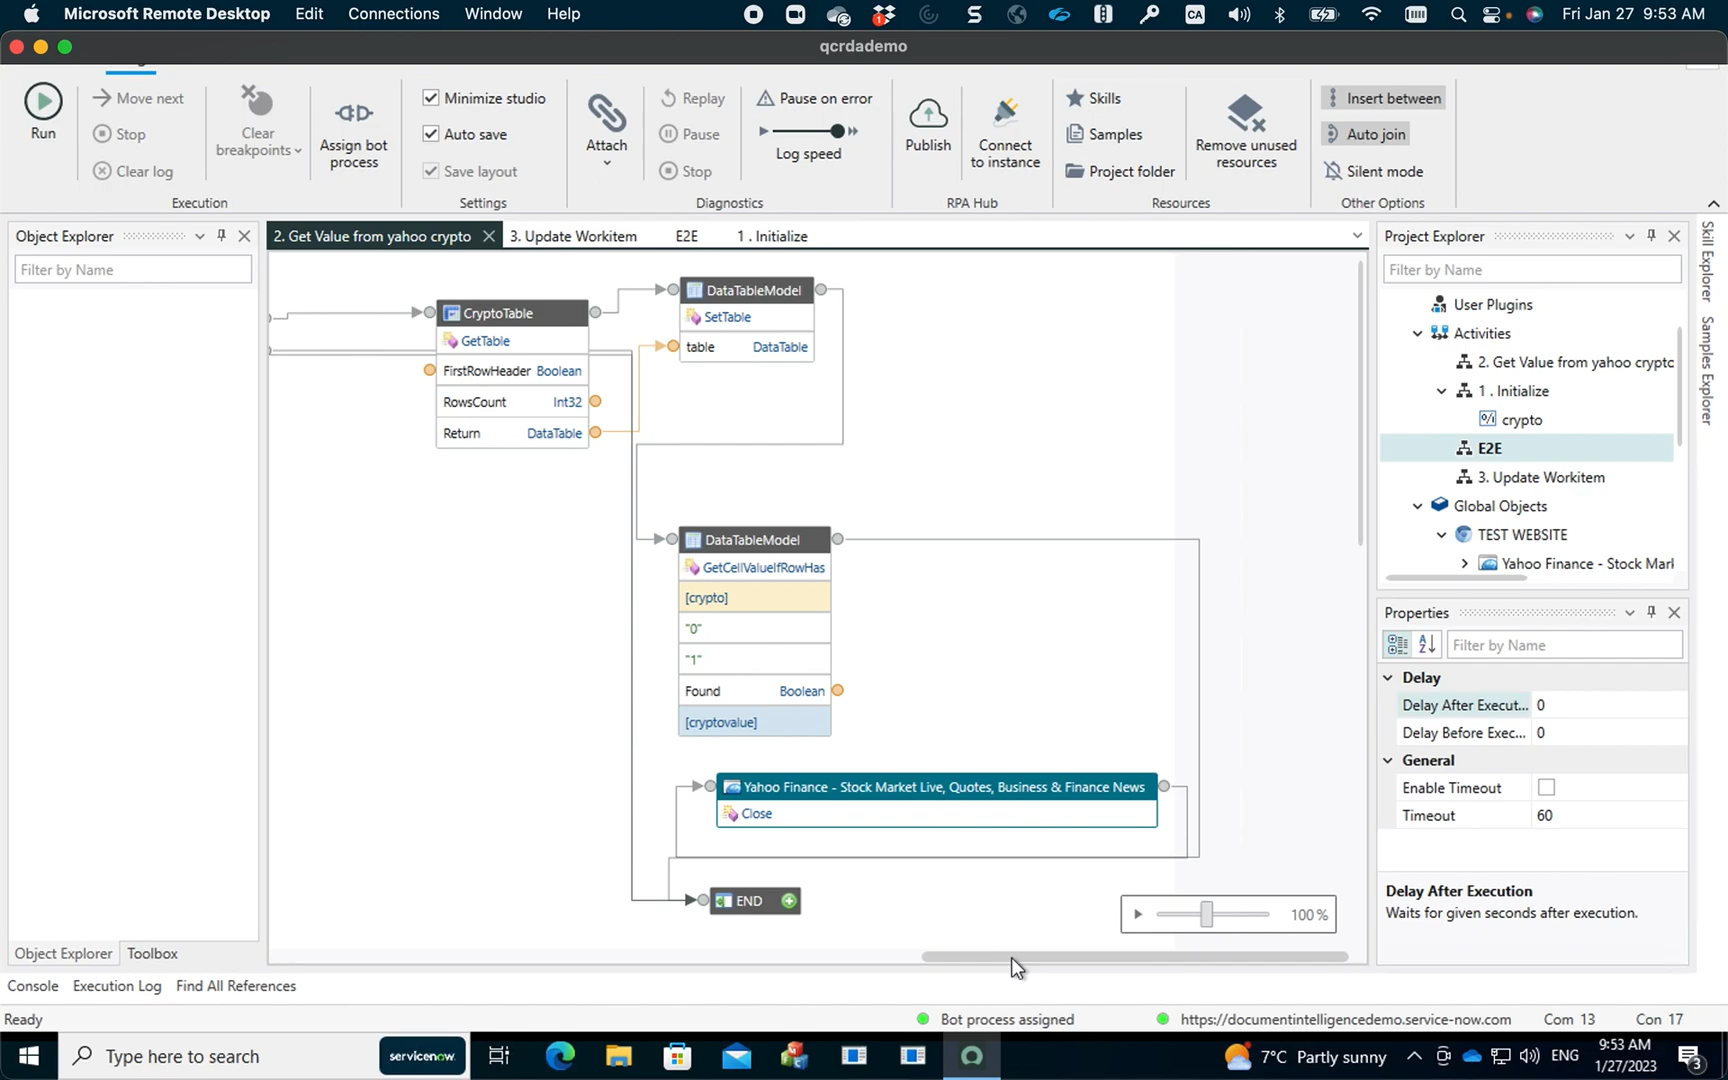 Microsoft Remote Desktop Edit Connections Window Help CA Fri Jan 27 9:53 AM
qcrdademo
Run
Move next
Stop
Clear log
Clear breakpoints
Assign bot process
Execution
Minimize studio
Auto save
Save layout
Settings
Attach
Replay
Pause
Stop
Pause on error
Log speed
Diagnostics
Publish
Connect to instance
RPA Hub
Skills
Samples
Project folder
Remove unused resources
Resources
Insert between
Auto join
Silent mode
Other Options
Object Explorer
Filter by Name
2. Get Value from yahoo crypto
3. Update Workitem
E2E
1 . Initialize
CryptoTable
GetTable
FirstRowHeader Boolean
RowsCount Int32
Return DataTable
DataTableModel
SetTable
table DataTable
DataTableModel
GetCellValueIfRowHas
[crypto]
"0"
"1"
Found Boolean
[cryptovalue]
Yahoo Finance - Stock Market Live, Quotes, Business & Finance News
Close
END
100 %
Project Explorer
Filter by Name
User Plugins
Activities
2. Get Value from yahoo crypto
1 . Initialize
crypto
E2E
3. Update Workitem
Global Objects
TEST WEBSITE
Yahoo Finance - Stock Mar
Skill Explorer
Samples Explorer
Properties
Filter by Name
Delay
Delay After Execut... 0
Delay Before Exec... 0
General
Enable Timeout
Timeout 60
Delay After Execution
Waits for given seconds after execution.
Object Explorer Toolbox
Console Execution Log Find All References
Ready
Bot process assigned
https://documentintelligencedemo.service-now.com
Com 13
Con 17
Type here to search
servicenow
7°C Partly sunny
ENG
9:53 AM
1/27/2023
3